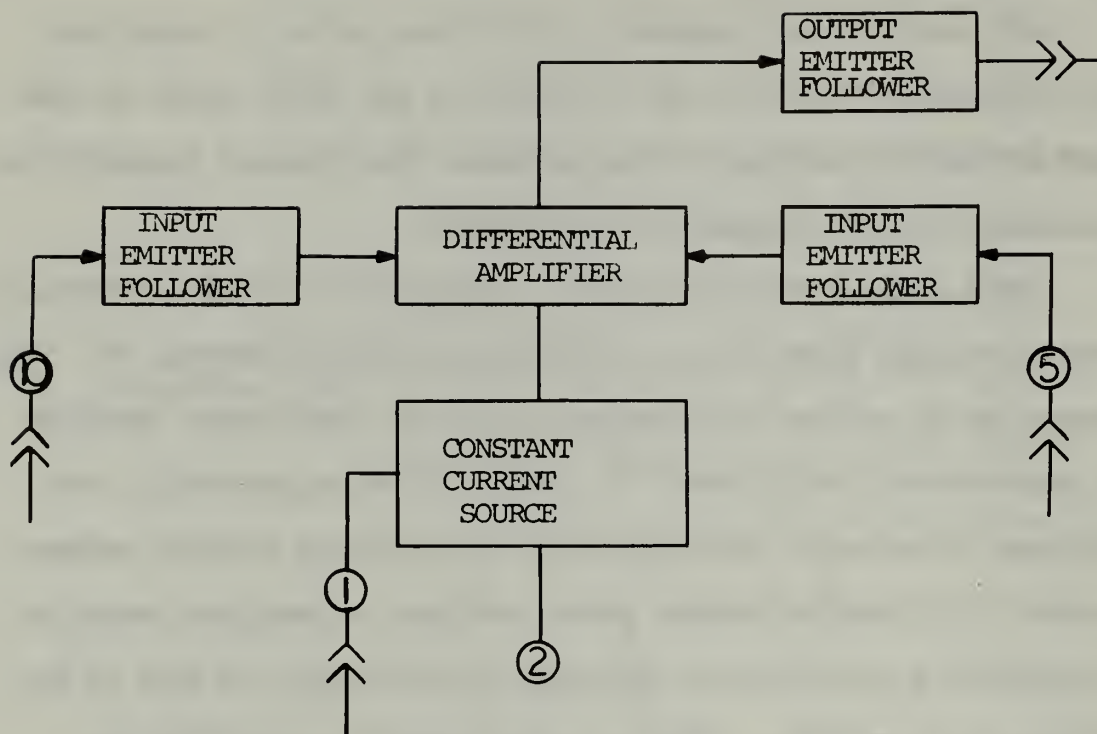 OUTPUT
EMITTER
FOLLOWER
INPUT
EMITTER
FOLLOWER
DIFFERENTIAL
AMPLIFIER
INPUT
EMITTER
FOLLOWER
10
5
CONSTANT
CURRENT
SOURCE
1
2